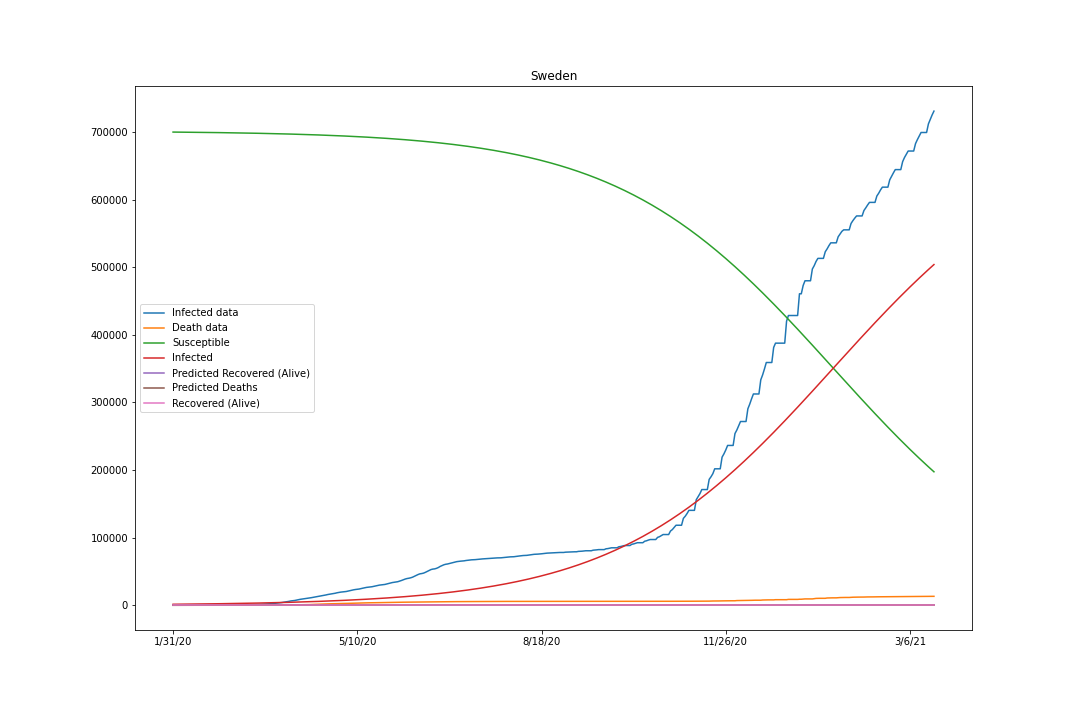 Sweden
700000
600000
500000
400000
300000
200000
100000
0
Infected data
Death data
Susceptible
Infected
Predicted Recovered (Alive)
Predicted Deaths
Recovered (Alive)
1/31/20 5/10/20 8/18/20 11/26/20 3/6/21